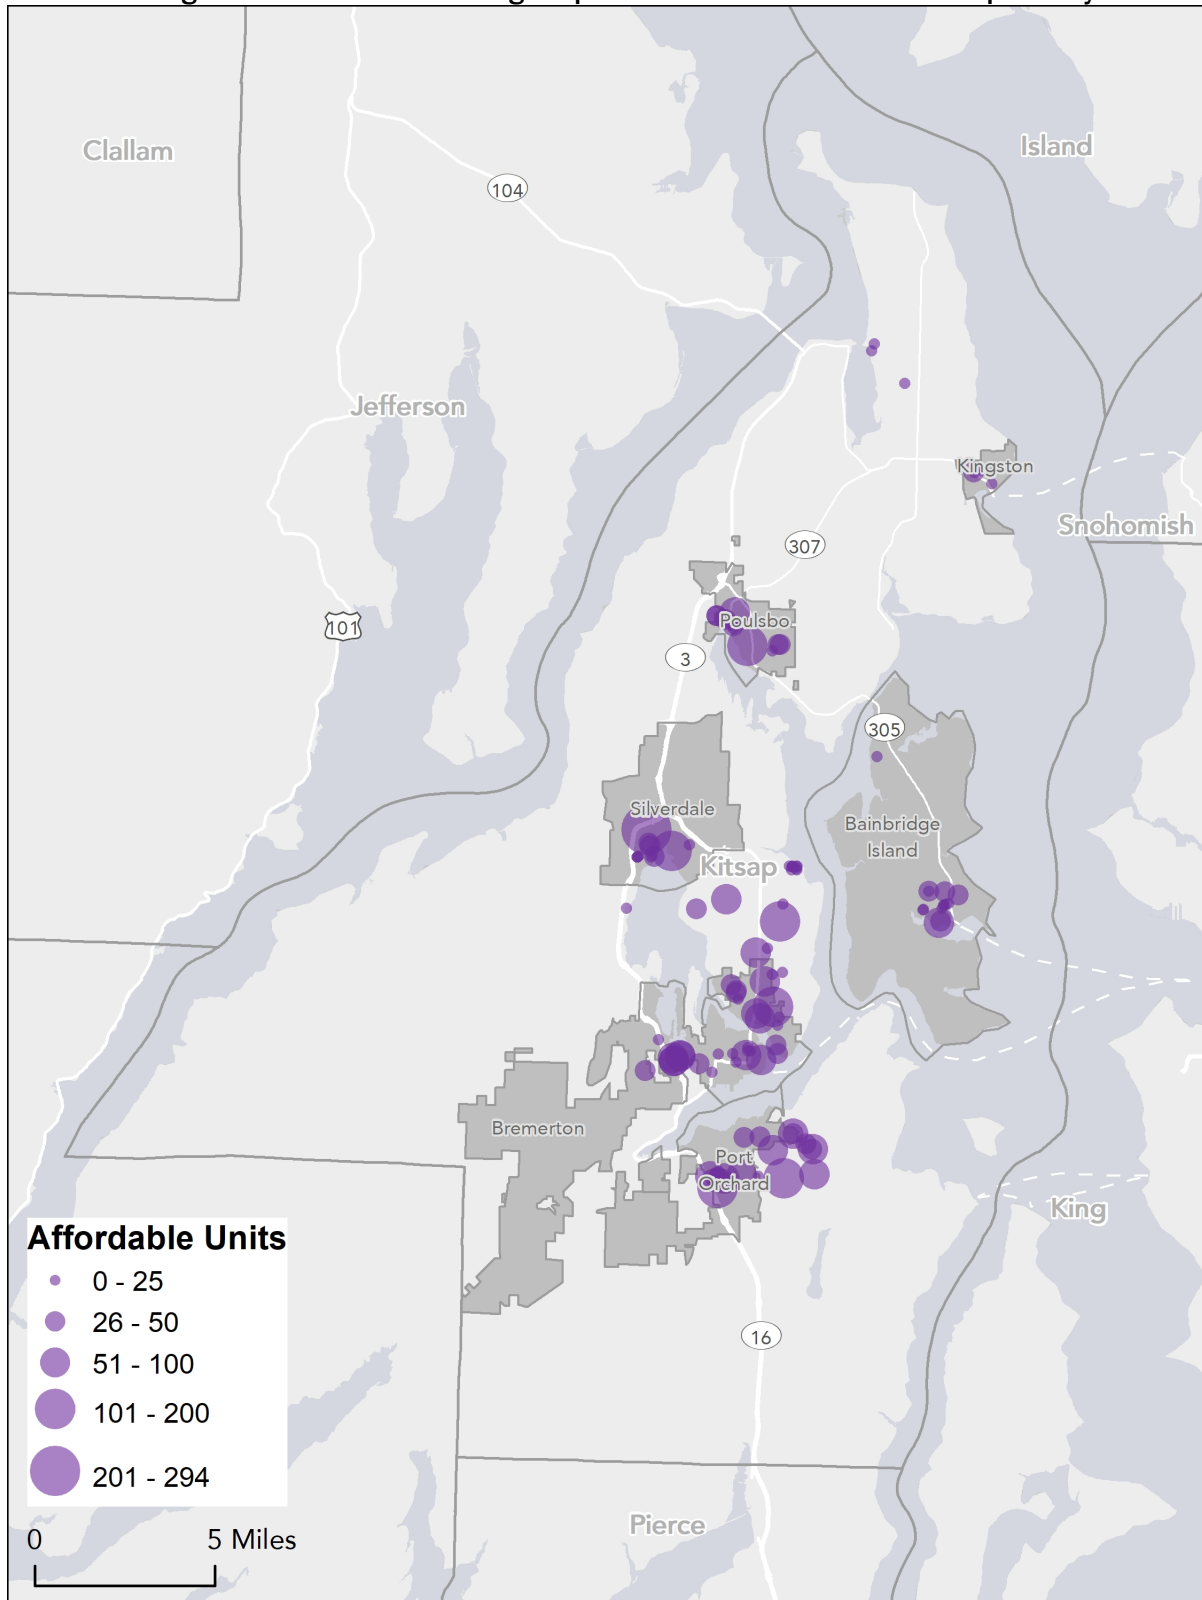 Clallam
Island
104
Jefferson
Kingston
Snohomish
307
101
Poulsbo
3
305
Silverdale
Bainbridge
Island
Kitsap
Bremerton
Port
Orchard
King
16
Pierce
Affordable Units
0 - 25
26 - 50
51 - 100
101 - 200
201 - 294
0 5 Miles